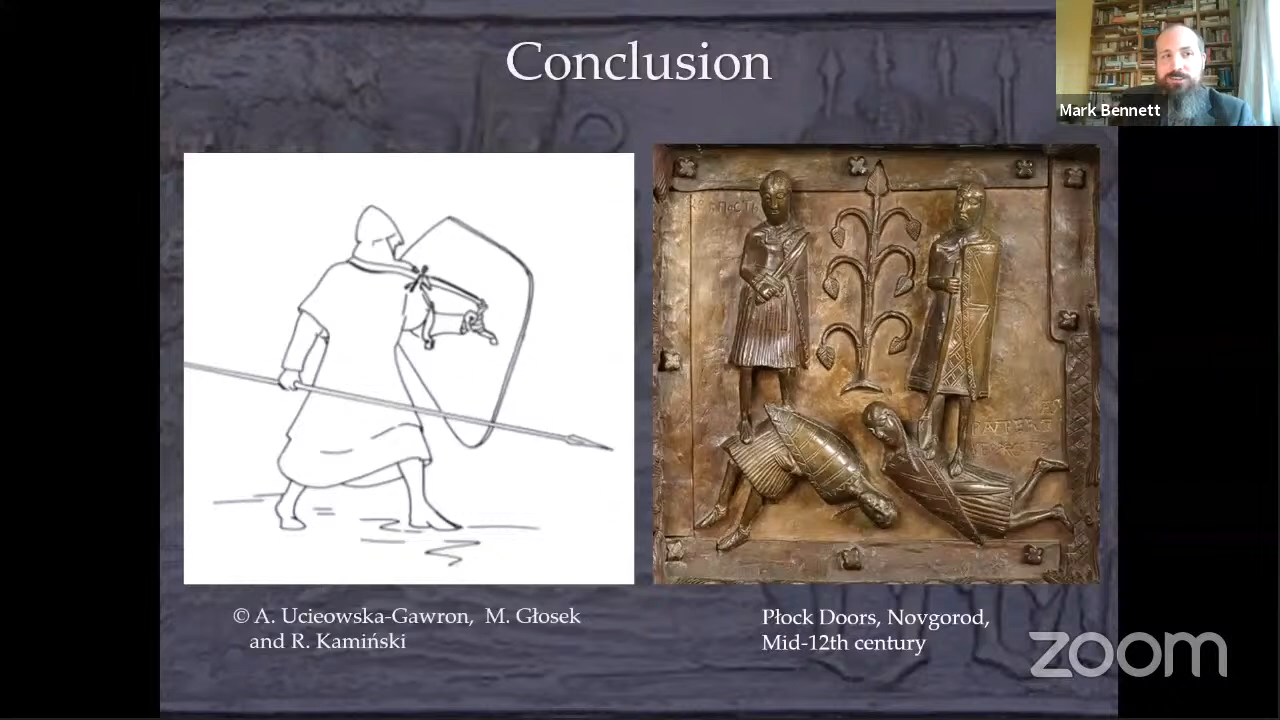 Conclusion
Mark Bennett
© A. Ucieowska-Gawron, M. Głosek
and R. Kamiński
Płock Doors, Novgorod,
Mid-12th century
zoom